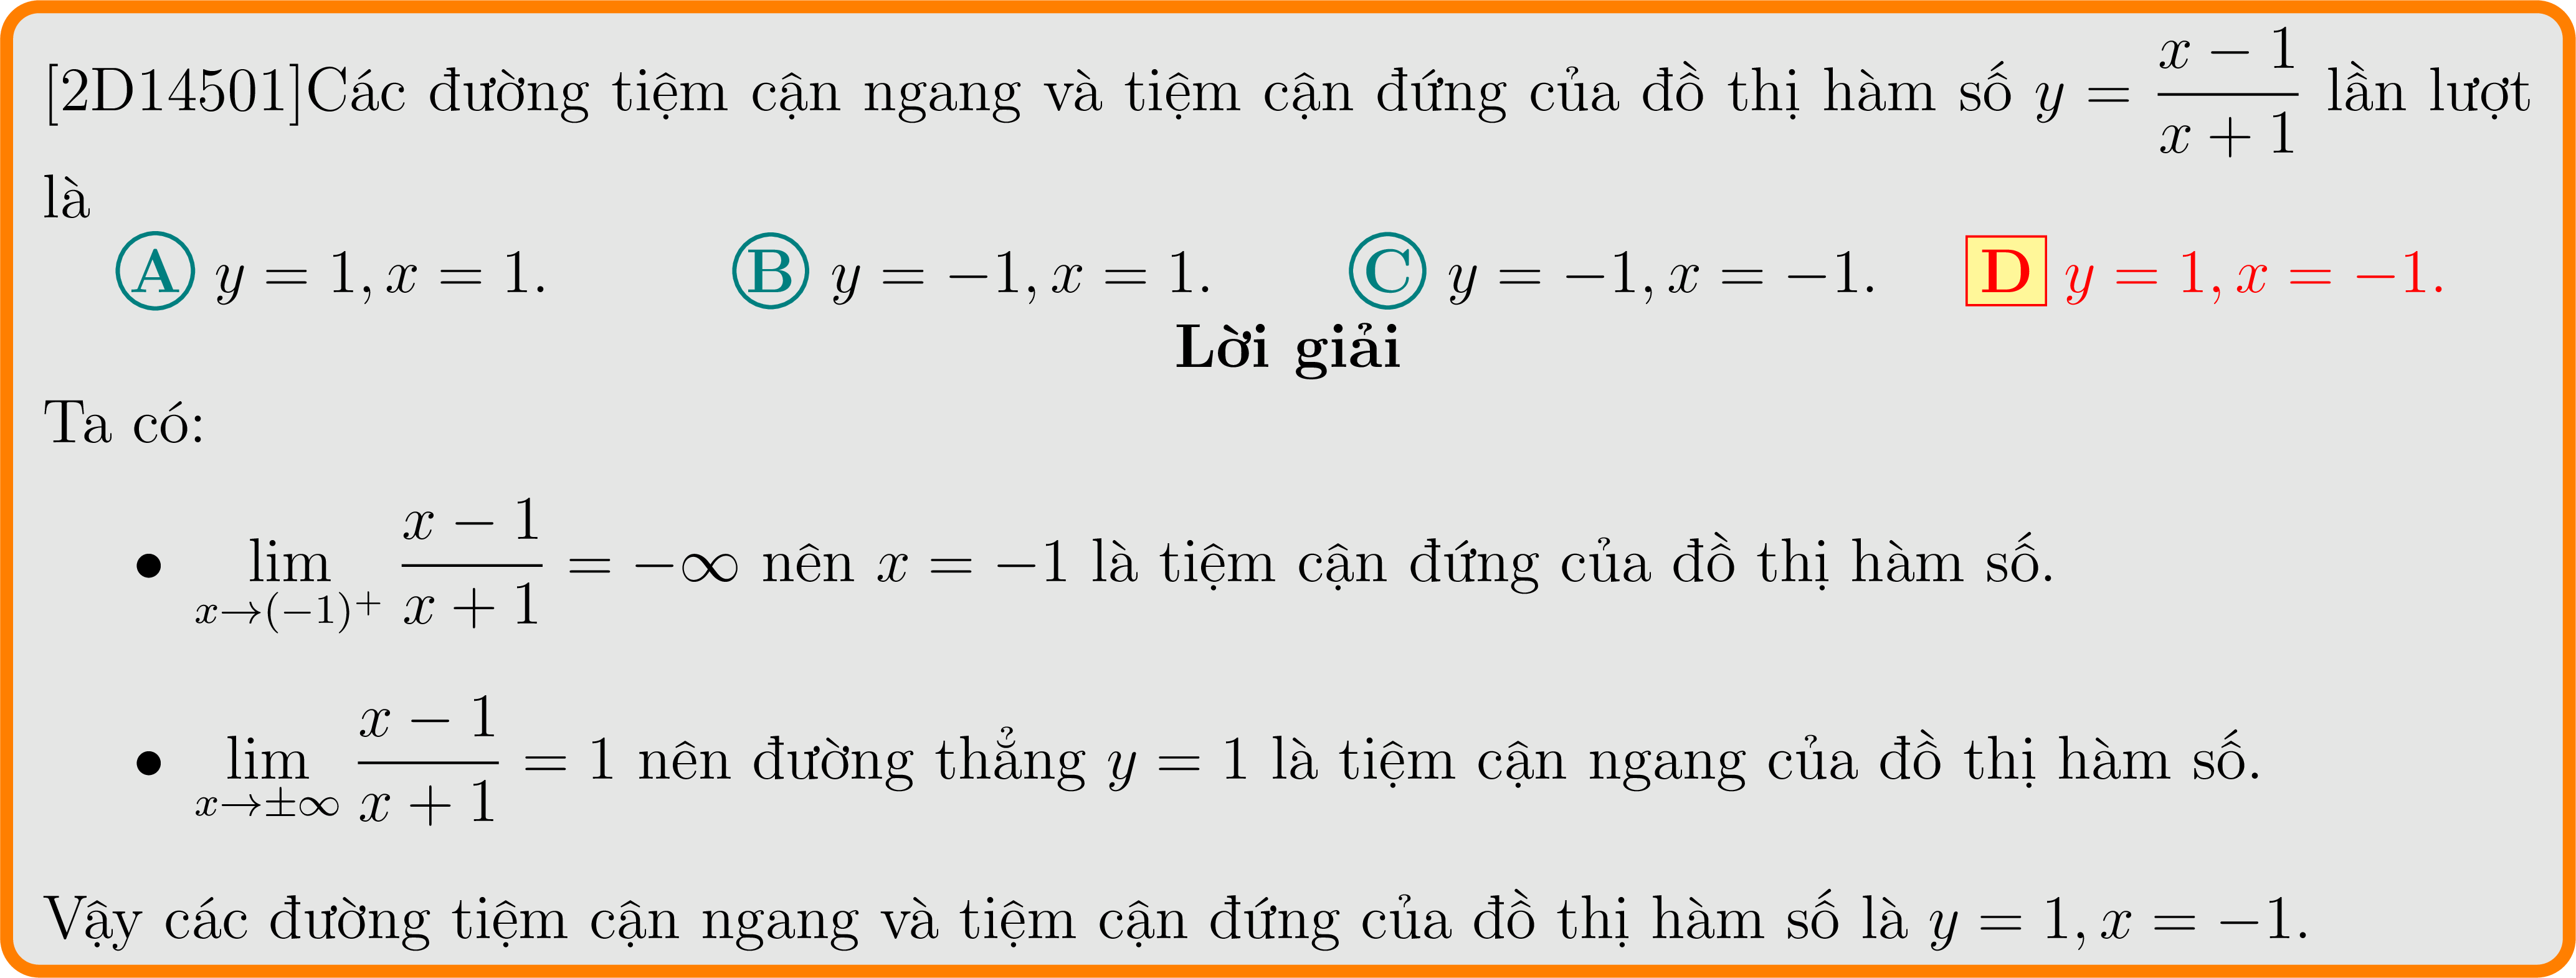 [2D14501]Các đường tiệm cận ngang và tiệm cận đứng của đồ thị hàm số $y = \dfrac{x-1}{x+1}$ lần lượt
là
A $y = 1, x = 1.$ B $y = -1, x = 1.$ C $y = -1, x = -1.$ D $y = 1, x = -1.$
Lời giải
Ta có:
• $\lim\limits_{x \to (-1)^+} \dfrac{x-1}{x+1} = -\infty$ nên $x = -1$ là tiệm cận đứng của đồ thị hàm số.
• $\lim\limits_{x \to \pm\infty} \dfrac{x-1}{x+1} = 1$ nên đường thẳng $y = 1$ là tiệm cận ngang của đồ thị hàm số.
Vậy các đường tiệm cận ngang và tiệm cận đứng của đồ thị hàm số là $y = 1, x = -1.$